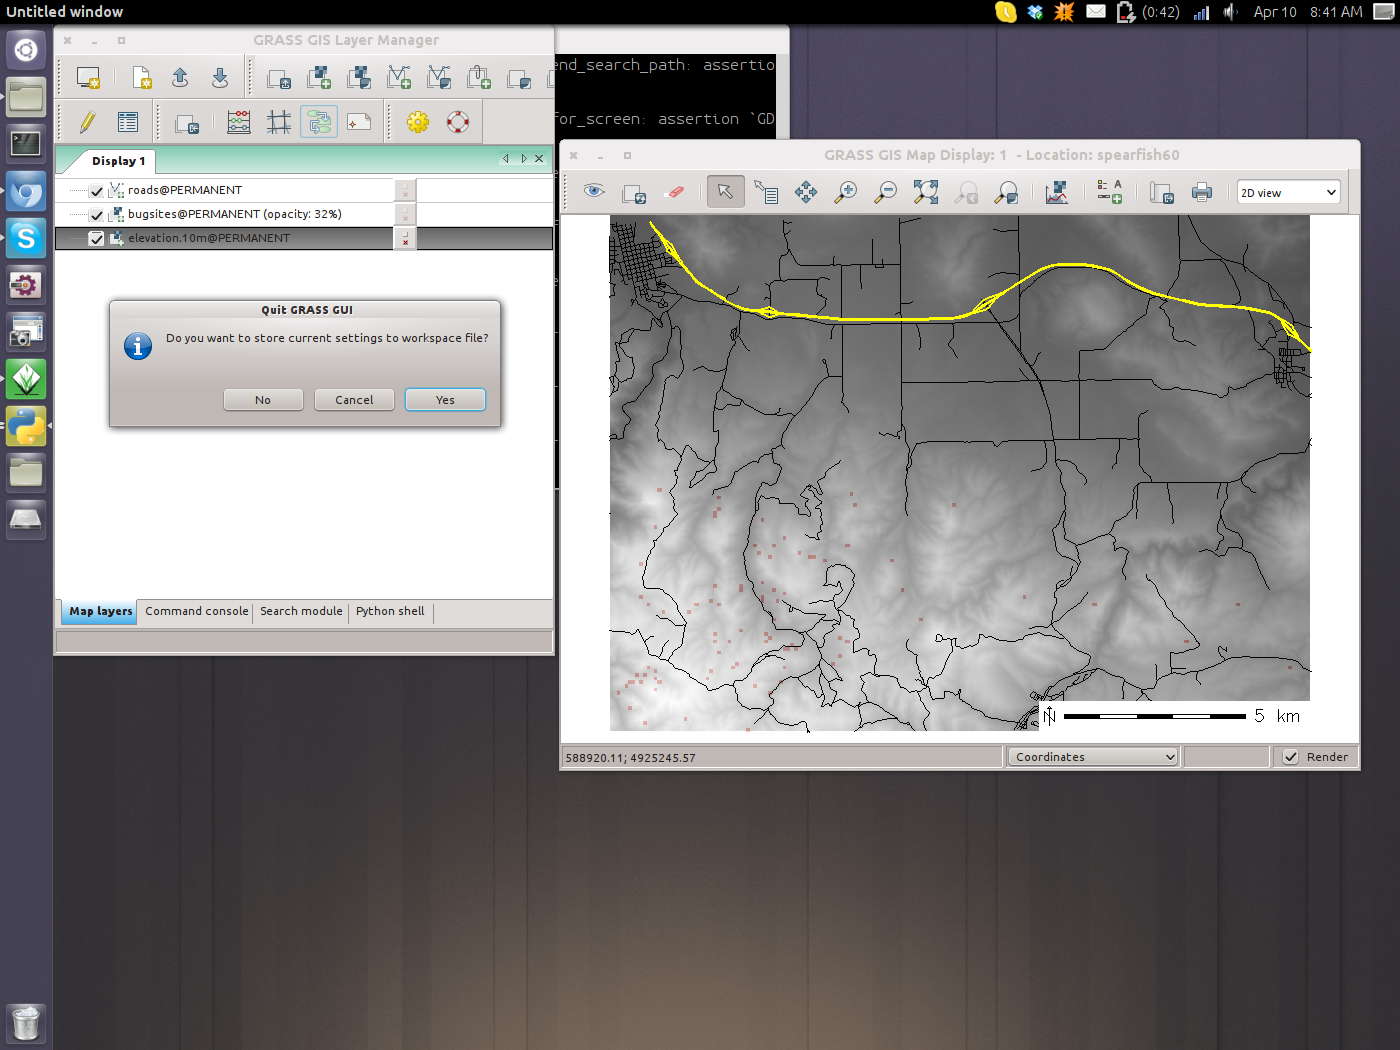 Untitled window
(0:42)
Apr 10 8:41 AM
GRASS GIS Layer Manager
end_search_path: assertio
for_screen: assertion `GD
Display 1
roads@PERMANENT
bugsites@PERMANENT (opacity: 32%)
elevation.10m@PERMANENT
Quit GRASS GUI
Do you want to store current settings to workspace file?
No
Cancel
Yes
Map layers
Command console
Search module
Python shell
GRASS GIS Map Display: 1 - Location: spearfish60
2D view
N
5 km
588920.11; 4925245.57
Coordinates
Render